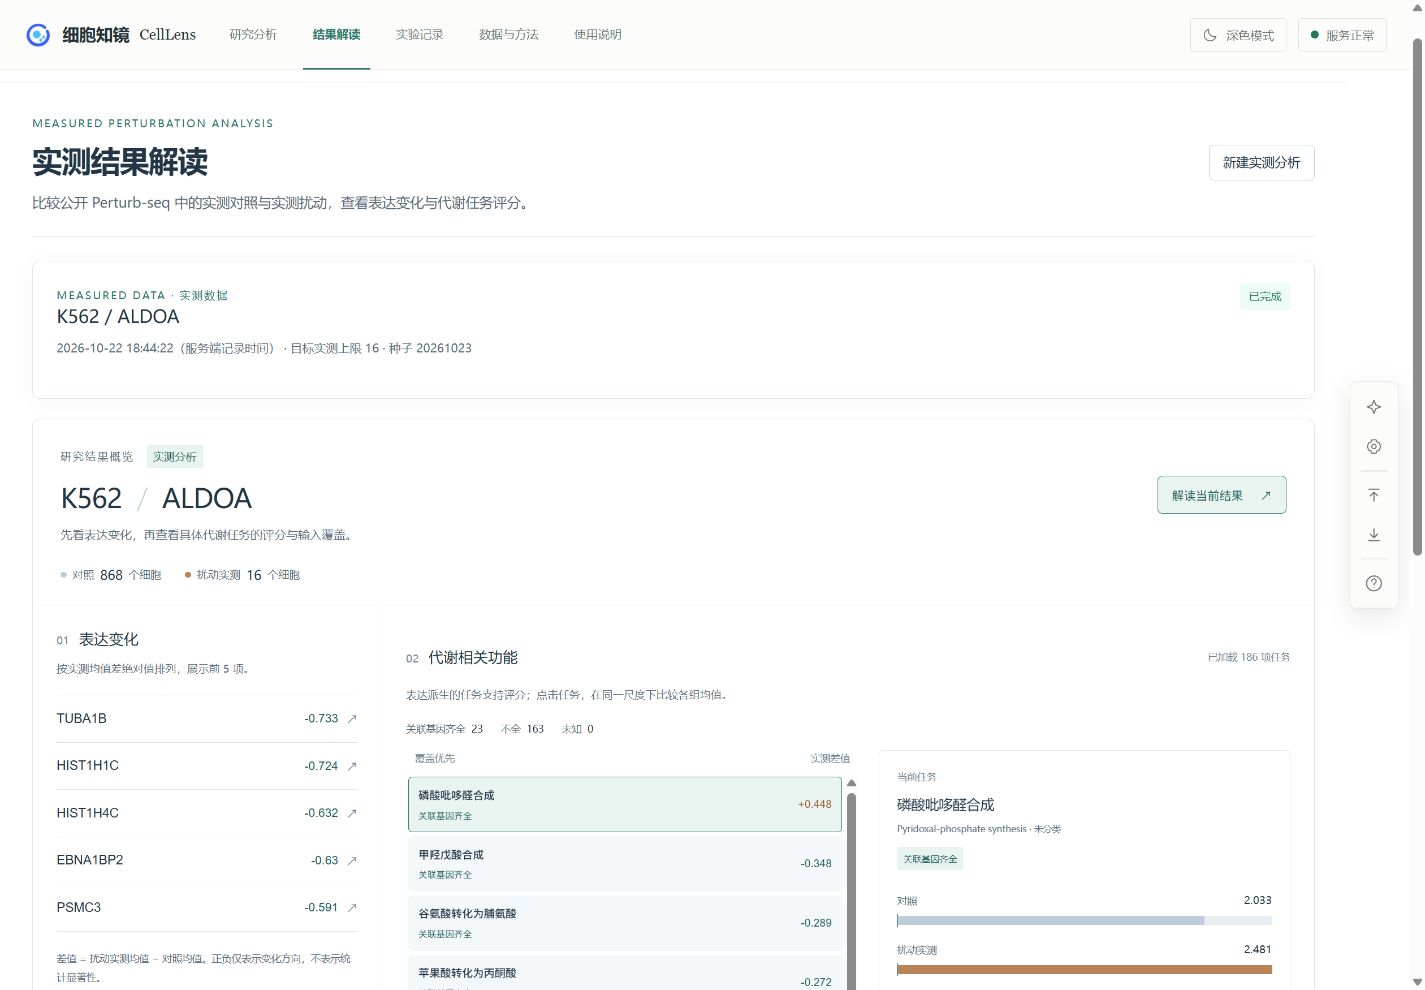 细胞知镜 CellLens 研究分析 结果解读 实验记录 数据与方法 使用说明 深色模式 服务正常
MEASURED PERTURBATION ANALYSIS
实测结果解读
新建实测分析
比较公开 Perturb-seq 中的实测对照与实测扰动，查看表达变化与代谢任务评分。
MEASURED DATA · 实测数据
已完成
K562 / ALDOA
2026-10-22 18:44:22（服务端记录时间） · 目标实测上限 16 · 种子 20261023
研究结果概览 实测分析
K562 / ALDOA
解读当前结果 ↗
先看表达变化，再查看具体代谢任务的评分与输入覆盖。
对照 868 个细胞 扰动实测 16 个细胞
01 表达变化
按实测均值差绝对值排列，展示前 5 项。
TUBA1B -0.733 ↗
HIST1H1C -0.724 ↗
HIST1H4C -0.632 ↗
EBNA1BP2 -0.63 ↗
PSMC3 -0.591 ↗
差值 = 扰动实测均值 − 对照均值。正负仅表示变化方向，不表示统
计显著性。
02 代谢相关功能
已加载 186 项任务
表达派生的任务支持评分；点击任务，在同一尺度下比较各组均值。
关联基因齐全 23 不全 163 未知 0
覆盖优先 实测差值
磷酸吡哆醛合成 +0.448
关联基因齐全
甲羟戊酸合成 -0.348
关联基因齐全
谷氨酸转化为脯氨酸 -0.289
关联基因齐全
苹果酸转化为丙酮酸 -0.272
当前任务
磷酸吡哆醛合成
Pyridoxal-phosphate synthesis · 未分类
关联基因齐全
对照 2.033
扰动实测 2.481